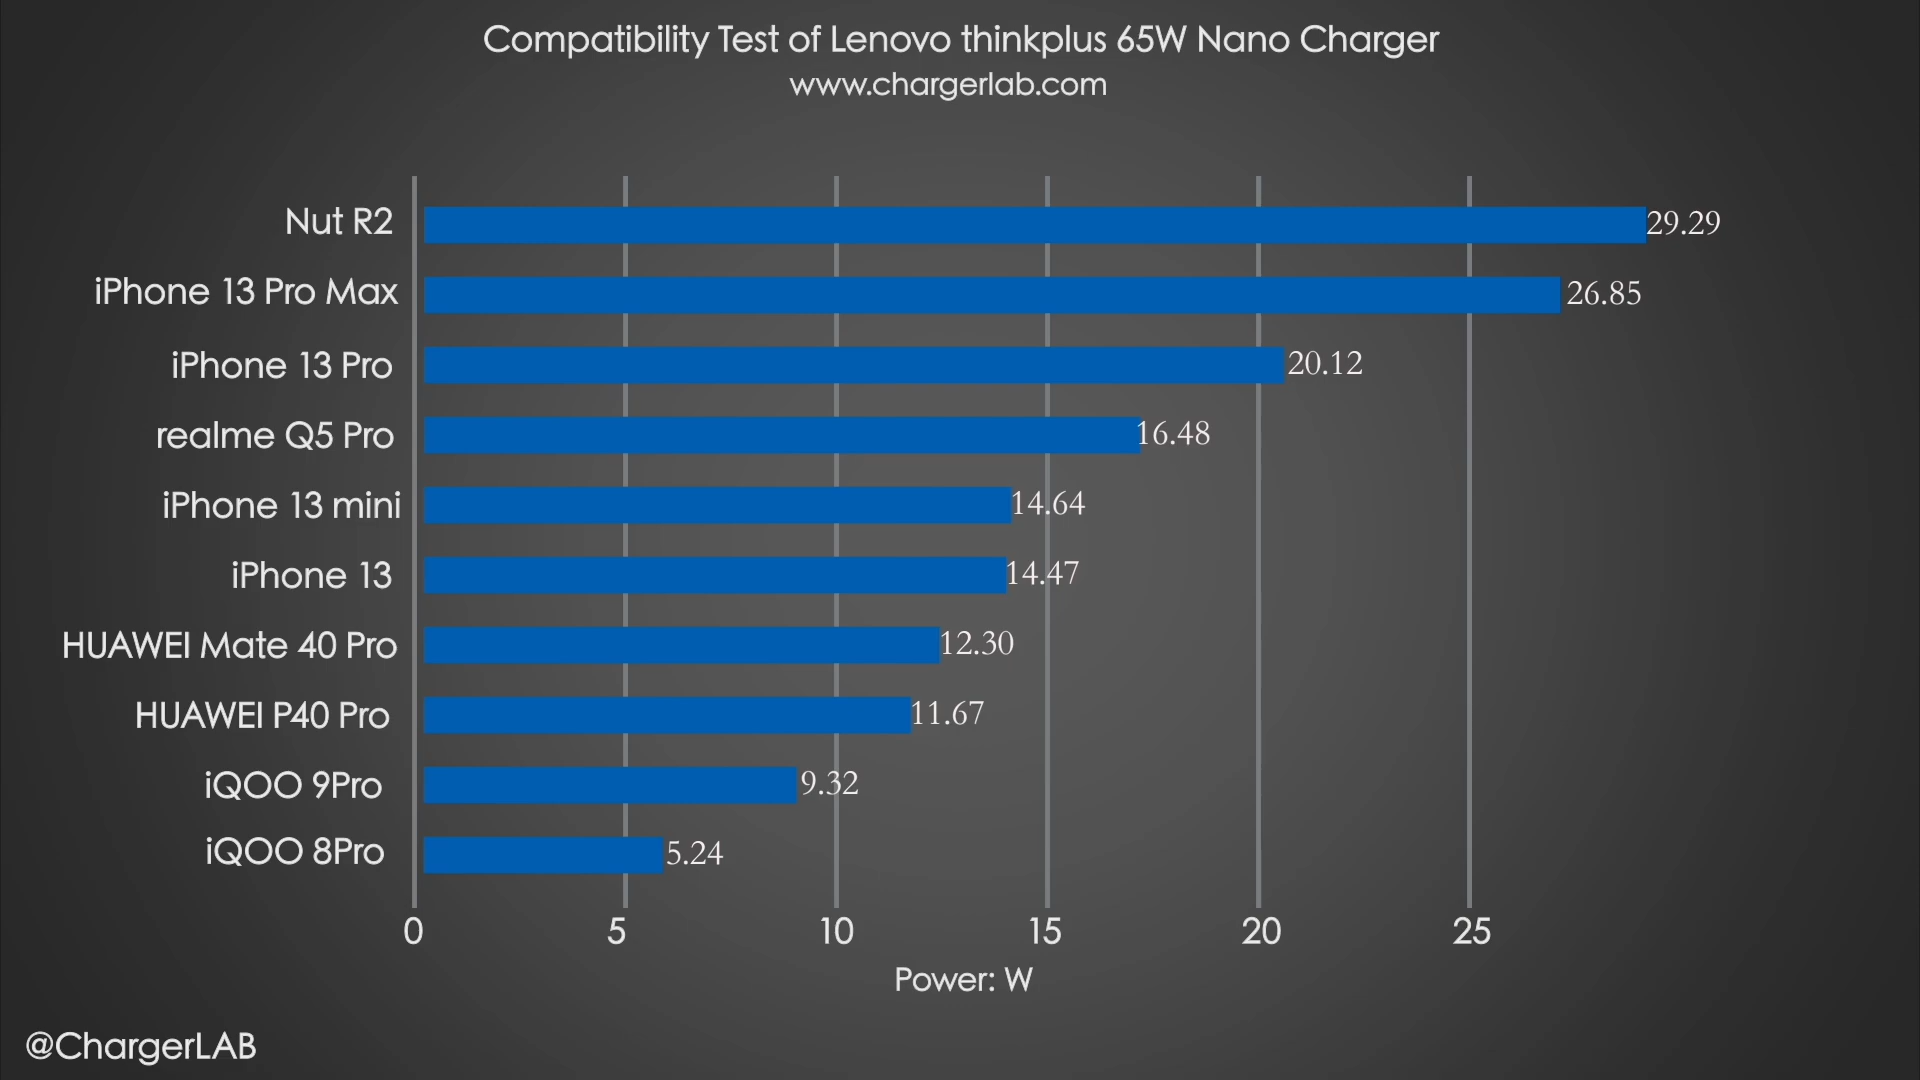 Compatibility Test of Lenovo thinkplus 65W Nano Charger
www.chargerlab.com
Nut R2 29.29
iPhone 13 Pro Max 26.85
iPhone 13 Pro 20.12
realme Q5 Pro 16.48
iPhone 13 mini 14.64
iPhone 13 14.47
HUAWEI Mate 40 Pro 12.30
HUAWEI P40 Pro 11.67
iQOO 9Pro 9.32
iQOO 8Pro 5.24
0 5 10 15 20 25
Power: W
@ChargerLAB